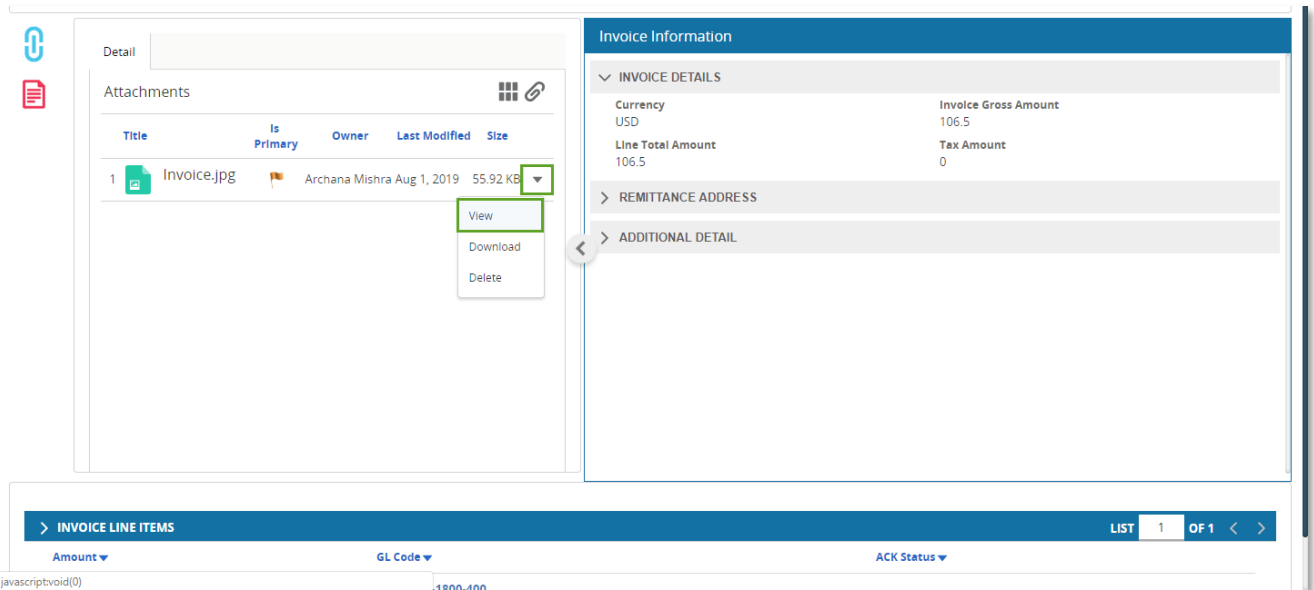 Detail
Attachments
Title Is Primary Owner Last Modified Size
1 Invoice.jpg Archana Mishra Aug 1, 2019 55.92 KB
View
Download
Delete
Invoice Information
INVOICE DETAILS
Currency Invoice Gross Amount
USD 106.5
Line Total Amount Tax Amount
106.5 0
REMITTANCE ADDRESS
ADDITIONAL DETAIL
INVOICE LINE ITEMS LIST 1 OF 1
Amount GL Code ACK Status
javascript:void(0) -1800-400